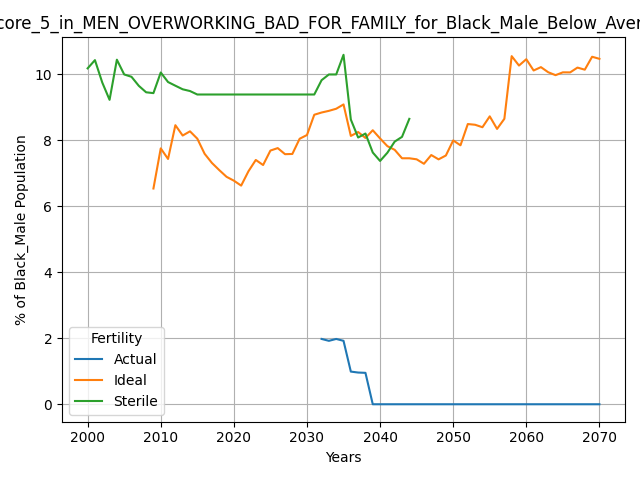 core_5_in_MEN_OVERWORKING_BAD_FOR_FAMILY_for_Black_Male_Below_Aver
% of Black_Male Population
10
8
6
4
2
0
Fertility
Actual
Ideal
Sterile
2000 2010 2020 2030 2040 2050 2060 2070
Years